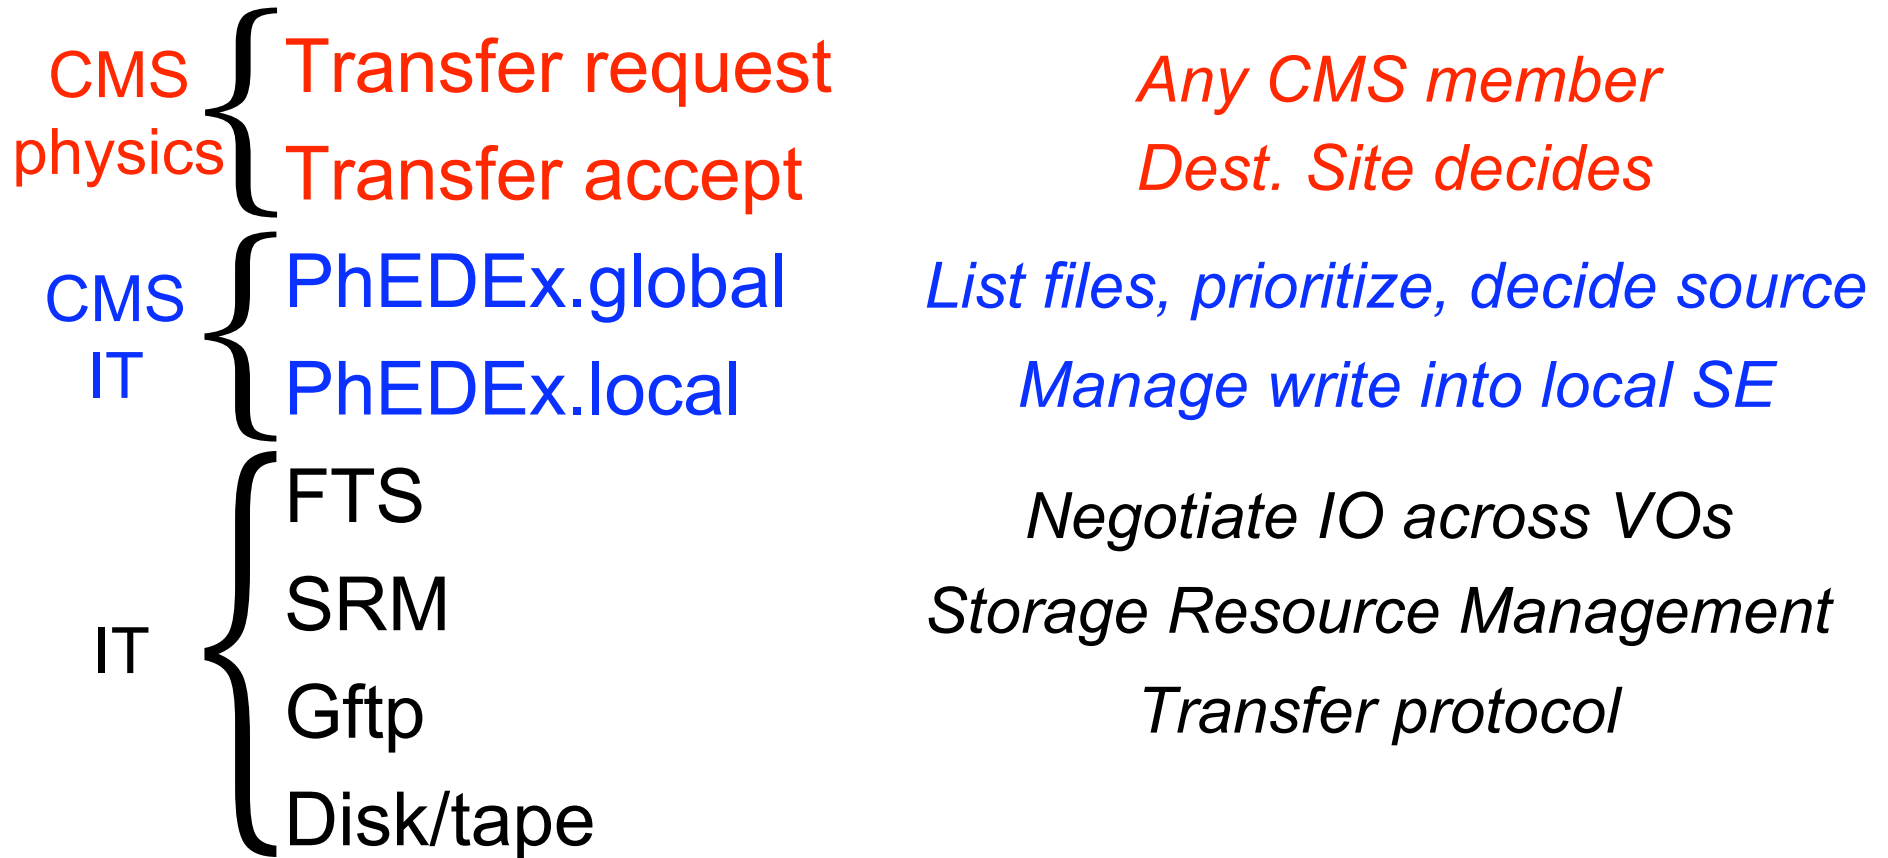 CMS
physics
Transfer request
Any CMS member
Transfer accept
Dest. Site decides
CMS
IT
PhEDEx.global
List files, prioritize, decide source
PhEDEx.local
Manage write into local SE
IT
FTS
Negotiate IO across VOs
SRM
Storage Resource Management
Gftp
Transfer protocol
Disk/tape